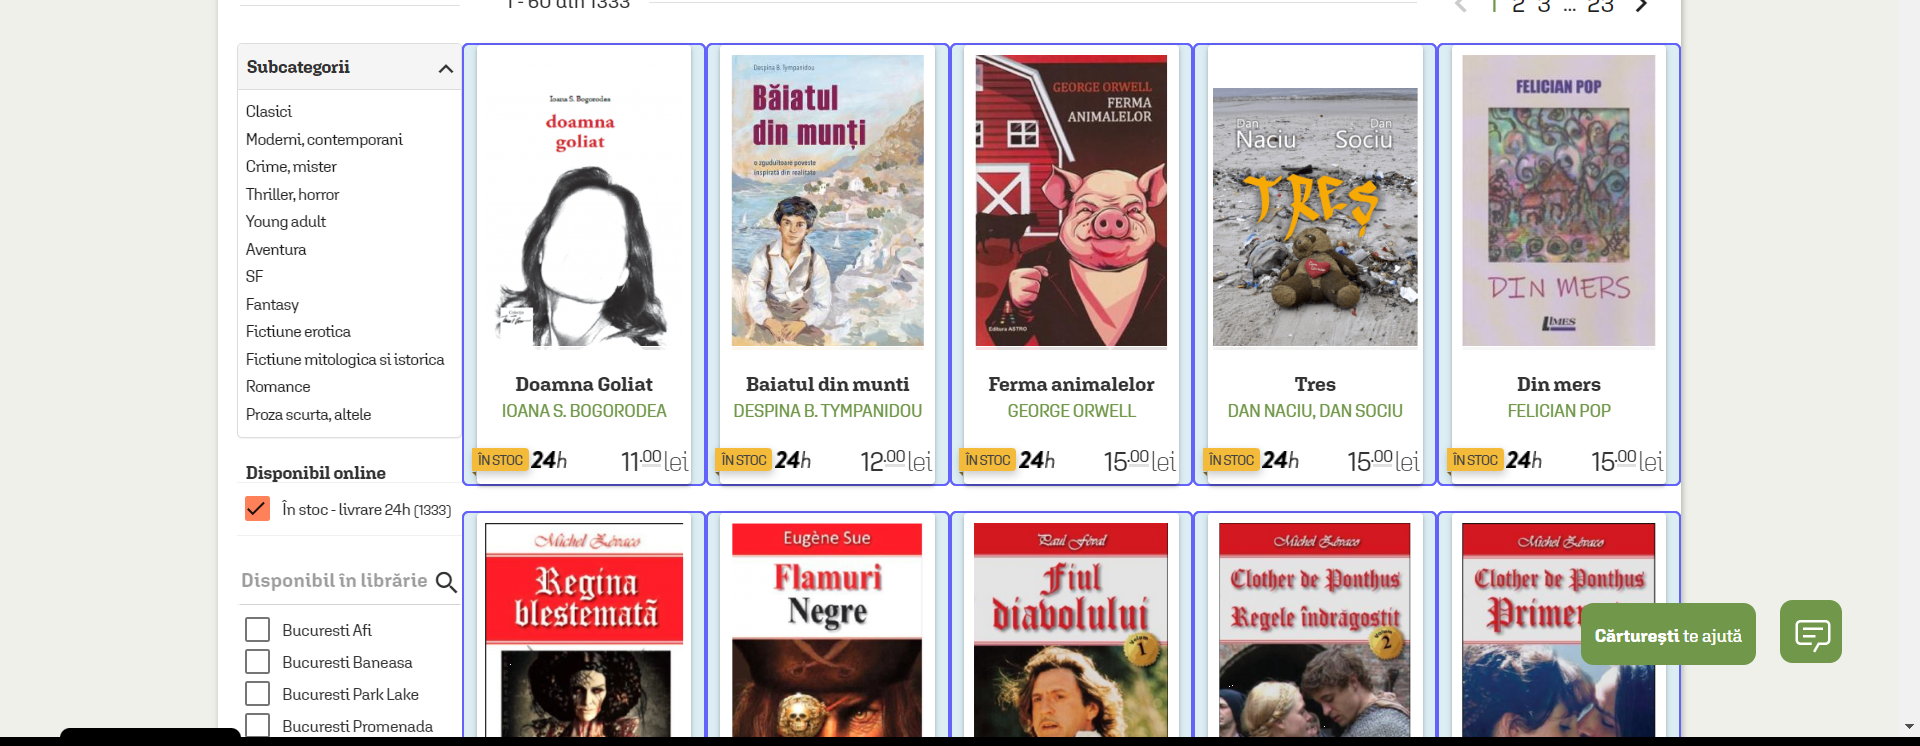 1 - 60 din 1333
1 2 3 ... 23
Subcategorii
Clasici
Moderni, contemporani
Crime, mister
Thriller, horror
Young adult
Aventura
SF
Fantasy
Fictiune erotica
Fictiune mitologica si istorica
Romance
Proza scurta, altele
Disponibil online
În stoc - livrare 24h (1333)
Disponibil în librărie
Bucuresti Afi
Bucuresti Baneasa
Bucuresti Park Lake
Bucuresti Promenada
Ioana S. Bogorodea
doamna
goliat
Doamna Goliat
IOANA S. BOGORODEA
ÎN STOC 24h 11.00 lei
Despina B. Tympanidou
Băiatul
din munți
o zguduitoare poveste
inspirată din realitate
Baiatul din munti
DESPINA B. TYMPANIDOU
ÎN STOC 24h 12.00 lei
GEORGE ORWELL
FERMA
ANIMALELOR
Editura ASTRO
Ferma animalelor
GEORGE ORWELL
ÎN STOC 24h 15.00 lei
Dan Dan
Naciu Sociu
TREȘ
Tres
DAN NACIU, DAN SOCIU
ÎN STOC 24h 15.00 lei
FELICIAN POP
DIN MERS
LIMES
Din mers
FELICIAN POP
ÎN STOC 24h 15.00 lei
Michel Zévaco
Regina
blestemată
Eugène Sue
Flamuri
Negre
Paul Féval
Fiul
diavolului
volum
1
Michel Zévaco
Clother de Ponthus
Regele îndrăgostit
volum
2
Michel Zévaco
Clother de Ponthus
Cărturești te ajută